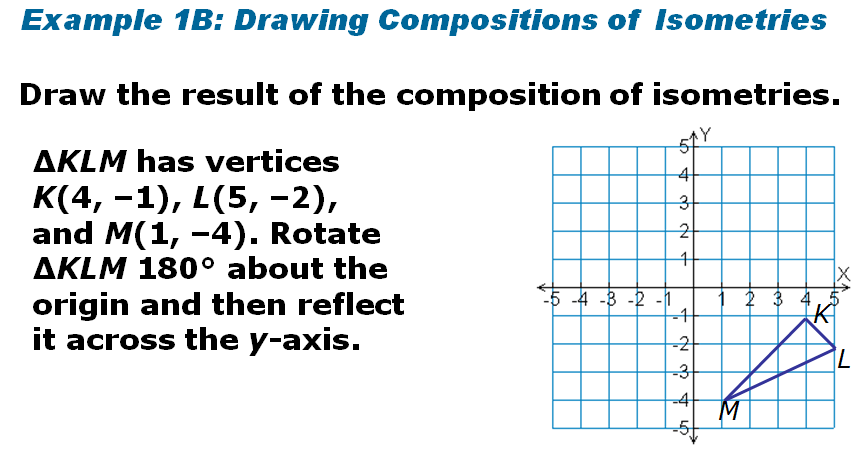 Example 1B: Drawing Compositions of Isometries
Draw the result of the composition of isometries.
ΔKLM has vertices
K(4, –1), L(5, –2),
and M(1, –4). Rotate
ΔKLM 180° about the
origin and then reflect
it across the y-axis.
Y
5
4
3
2
1
X
-5 -4 -3 -2 -1 1 2 3 4 5
K
-1
-2
L
-3
-4
M
-5